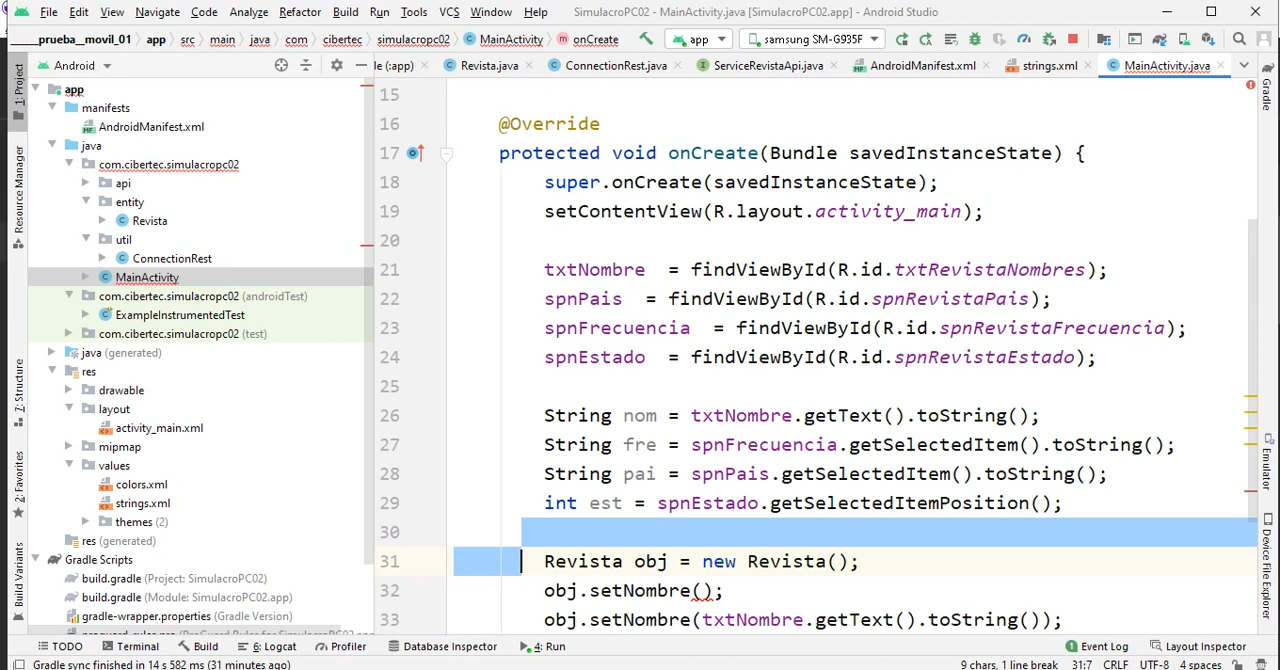 File Edit View Navigate Code Analyze Refactor Build Run Tools VCS Window Help SimulacroPC02 - MainActivity.java [SimulacroPC02.app] - Android Studio
_____prueba__movil_01 app src main java com cibertec simulacropc02 MainActivity onCreate app samsung SM-G935F
Android le (:app) Revista.java ConnectionRest.java ServiceRevistaApi.java AndroidManifest.xml strings.xml MainActivity.java
1: Project
Resource Manager
Z: Structure
2: Favorites
Build Variants
app
manifests
AndroidManifest.xml
java
com.cibertec.simulacropc02
api
entity
Revista
util
ConnectionRest
MainActivity
com.cibertec.simulacropc02 (androidTest)
ExampleInstrumentedTest
com.cibertec.simulacropc02 (test)
java (generated)
res
drawable
layout
activity_main.xml
mipmap
values
colors.xml
strings.xml
themes (2)
res (generated)
Gradle Scripts
build.gradle (Project: SimulacroPC02)
build.gradle (Module: SimulacroPC02.app)
gradle-wrapper.properties (Gradle Version)
proguard-rules.pro (ProGuard Rules for SimulacroPC02.app
15
16 @Override
17 protected void onCreate(Bundle savedInstanceState) {
18 super.onCreate(savedInstanceState);
19 setContentView(R.layout.activity_main);
20
21 txtNombre = findViewById(R.id.txtRevistaNombres);
22 spnPais = findViewById(R.id.spnRevistaPais);
23 spnFrecuencia = findViewById(R.id.spnRevistaFrecuencia);
24 spnEstado = findViewById(R.id.spnRevistaEstado);
25
26 String nom = txtNombre.getText().toString();
27 String fre = spnFrecuencia.getSelectedItem().toString();
28 String pai = spnPais.getSelectedItem().toString();
29 int est = spnEstado.getSelectedItemPosition();
30
31 Revista obj = new Revista();
32 obj.setNombre();
33 obj.setNombre(txtNombre.getText().toString());
Gradle
Emulator
Device File Explorer
TODO Terminal Build 6: Logcat Profiler Database Inspector 4: Run Event Log Layout Inspector
Gradle sync finished in 14 s 582 ms (31 minutes ago) 9 chars, 1 line break 31:7 CRLF UTF-8 4 spaces